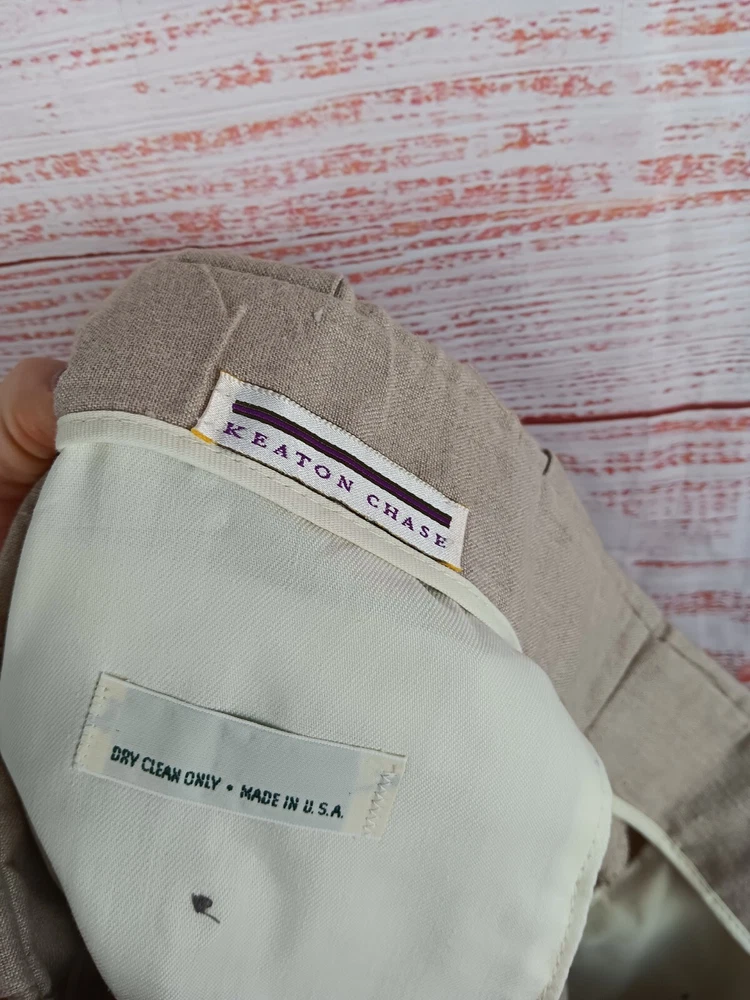 KEATON CHASE
DRY CLEAN ONLY • MADE IN U.S.A.